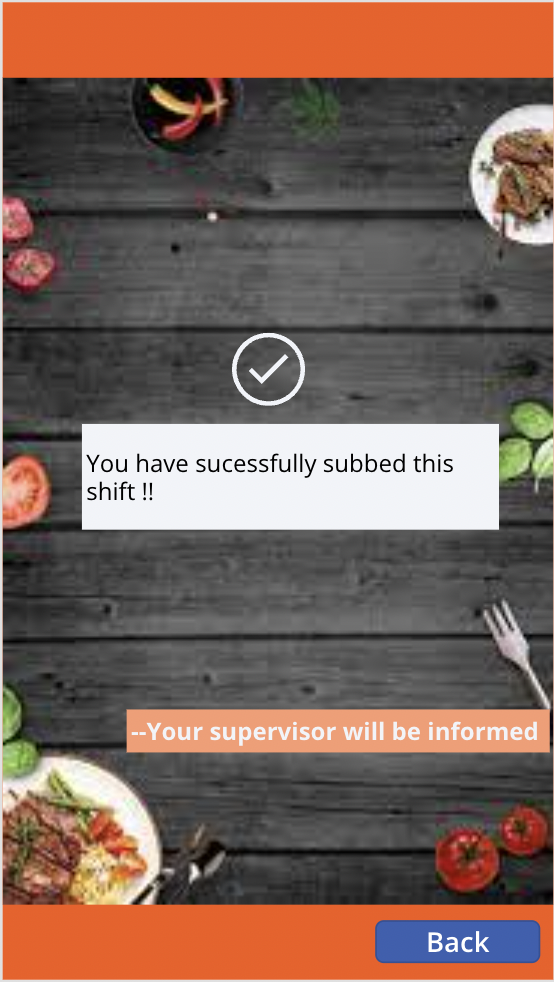 You have sucessfully subbed this
shift !!
--Your supervisor will be informed
Back